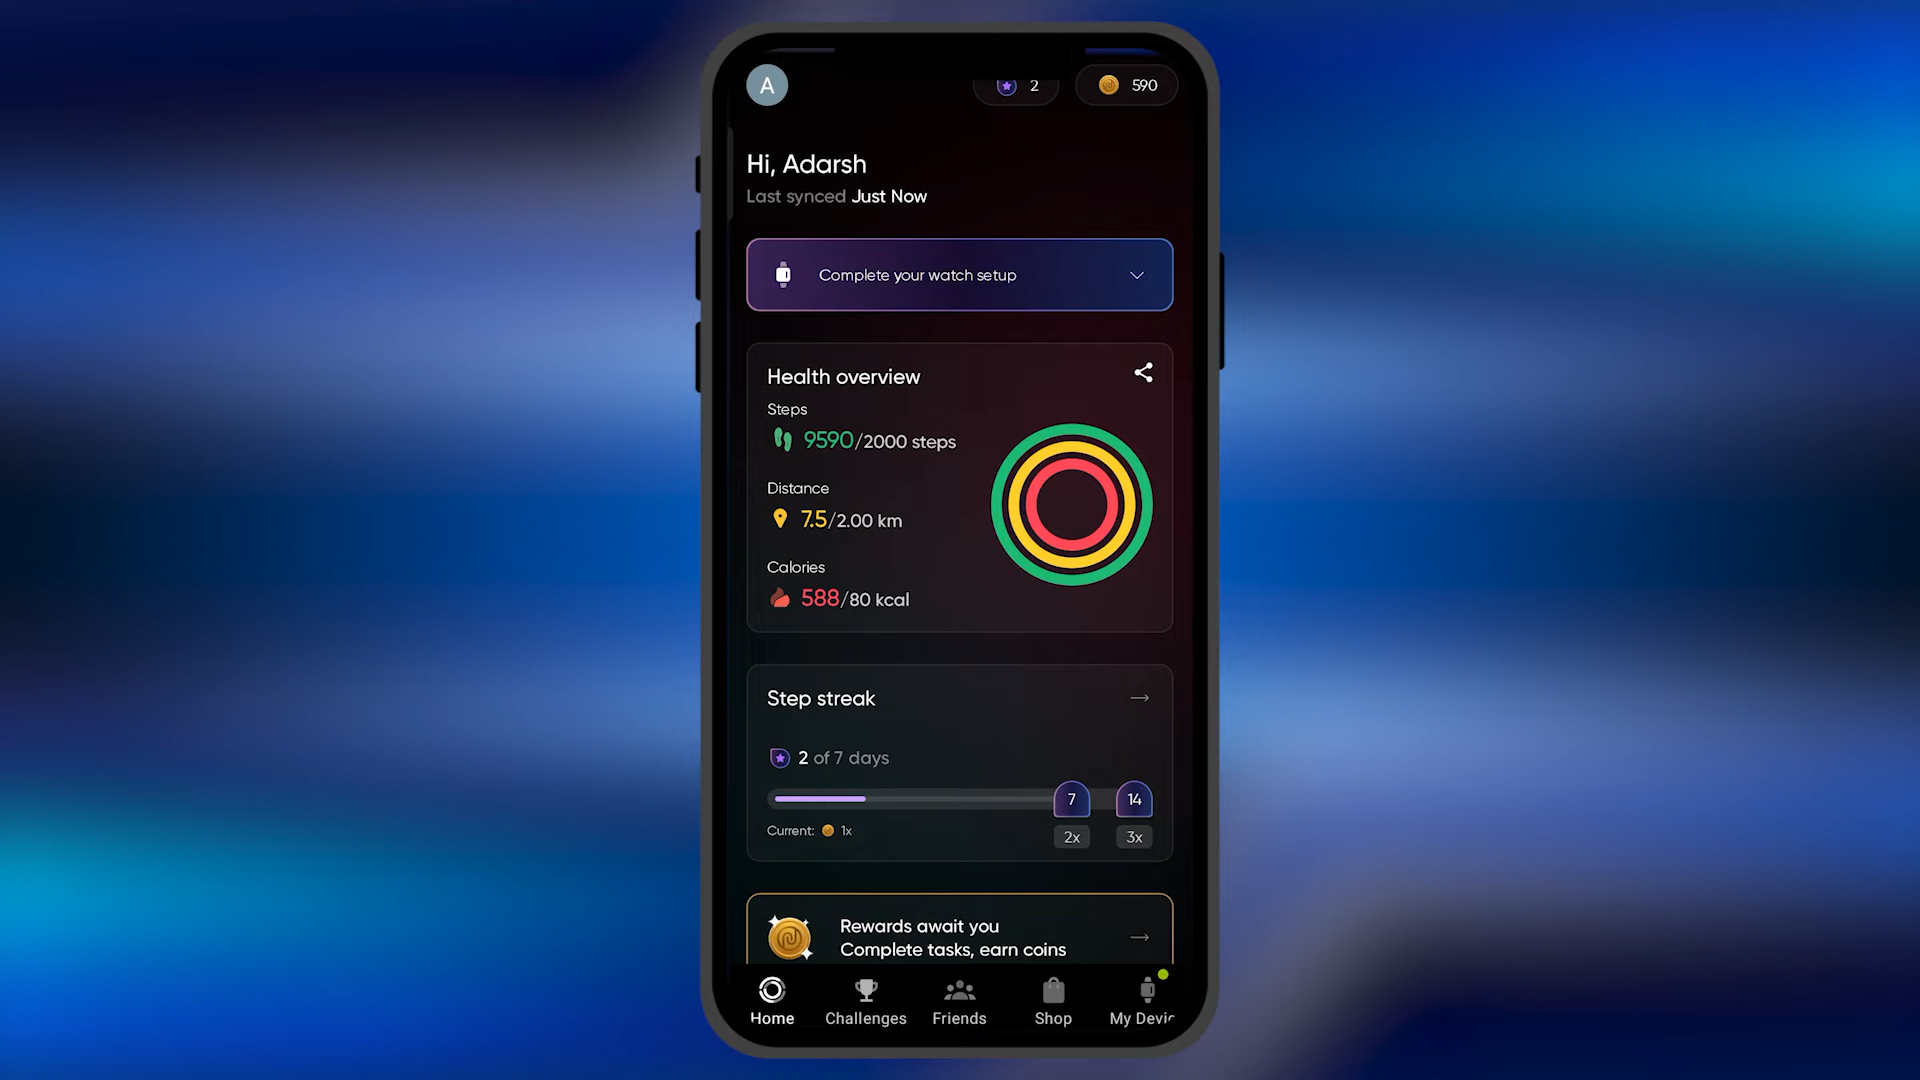 A
2
590
Hi, Adarsh
Last synced Just Now
Complete your watch setup
Health overview
Steps
9590/2000 steps
Distance
7.5/2.00 km
Calories
588/80 kcal
Step streak
2 of 7 days
7
14
Current: 1x
2x
3x
Rewards await you
Complete tasks, earn coins
Home
Challenges
Friends
Shop
My Devic